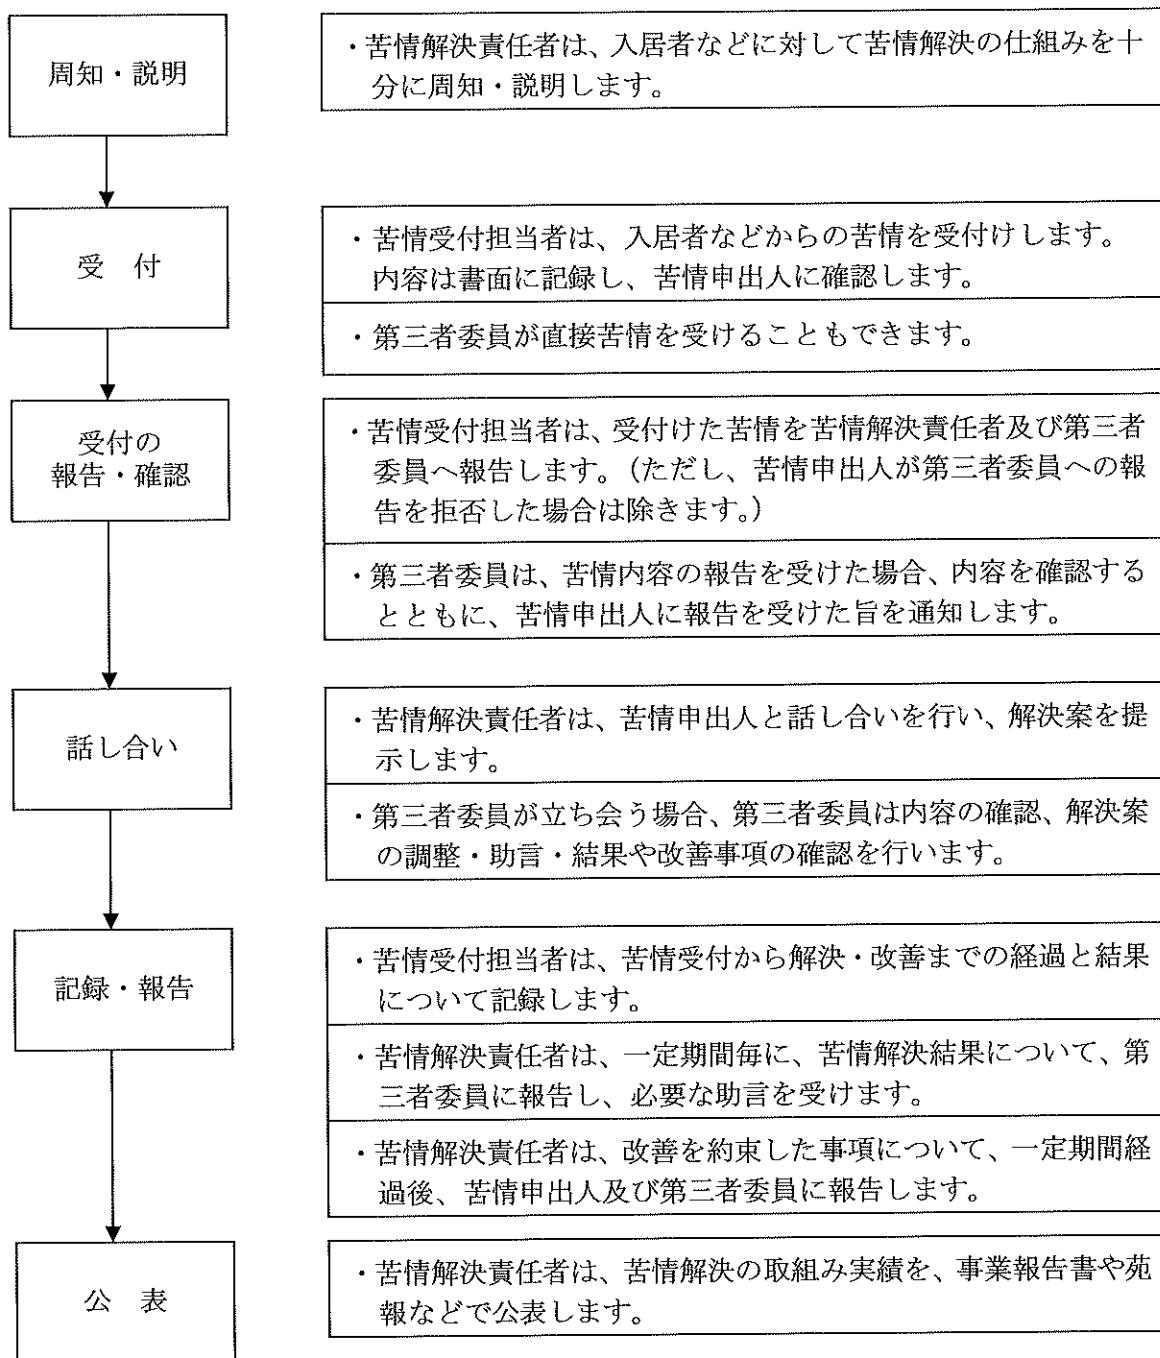 周知・説明
・苦情解決責任者は、入居者などに対して苦情解決の仕組みを十
分に周知・説明します。
受　付
・苦情受付担当者は、入居者などからの苦情を受付けします。
内容は書面に記録し、苦情申出人に確認します。
・第三者委員が直接苦情を受けることもできます。
受付の
報告・確認
・苦情受付担当者は、受付けた苦情を苦情解決責任者及び第三者
委員へ報告します。（ただし、苦情申出人が第三者委員への報
告を拒否した場合は除きます。）
・第三者委員は、苦情内容の報告を受けた場合、内容を確認する
とともに、苦情申出人に報告を受けた旨を通知します。
話し合い
・苦情解決責任者は、苦情申出人と話し合いを行い、解決案を提
示します。
・第三者委員が立ち会う場合、第三者委員は内容の確認、解決案
の調整・助言・結果や改善事項の確認を行います。
記録・報告
・苦情受付担当者は、苦情受付から解決・改善までの経過と結果
について記録します。
・苦情解決責任者は、一定期間毎に、苦情解決結果について、第
三者委員に報告し、必要な助言を受けます。
・苦情解決責任者は、改善を約束した事項について、一定期間経
過後、苦情申出人及び第三者委員に報告します。
公　表
・苦情解決責任者は、苦情解決の取組み実績を、事業報告書や苑
報などで公表します。